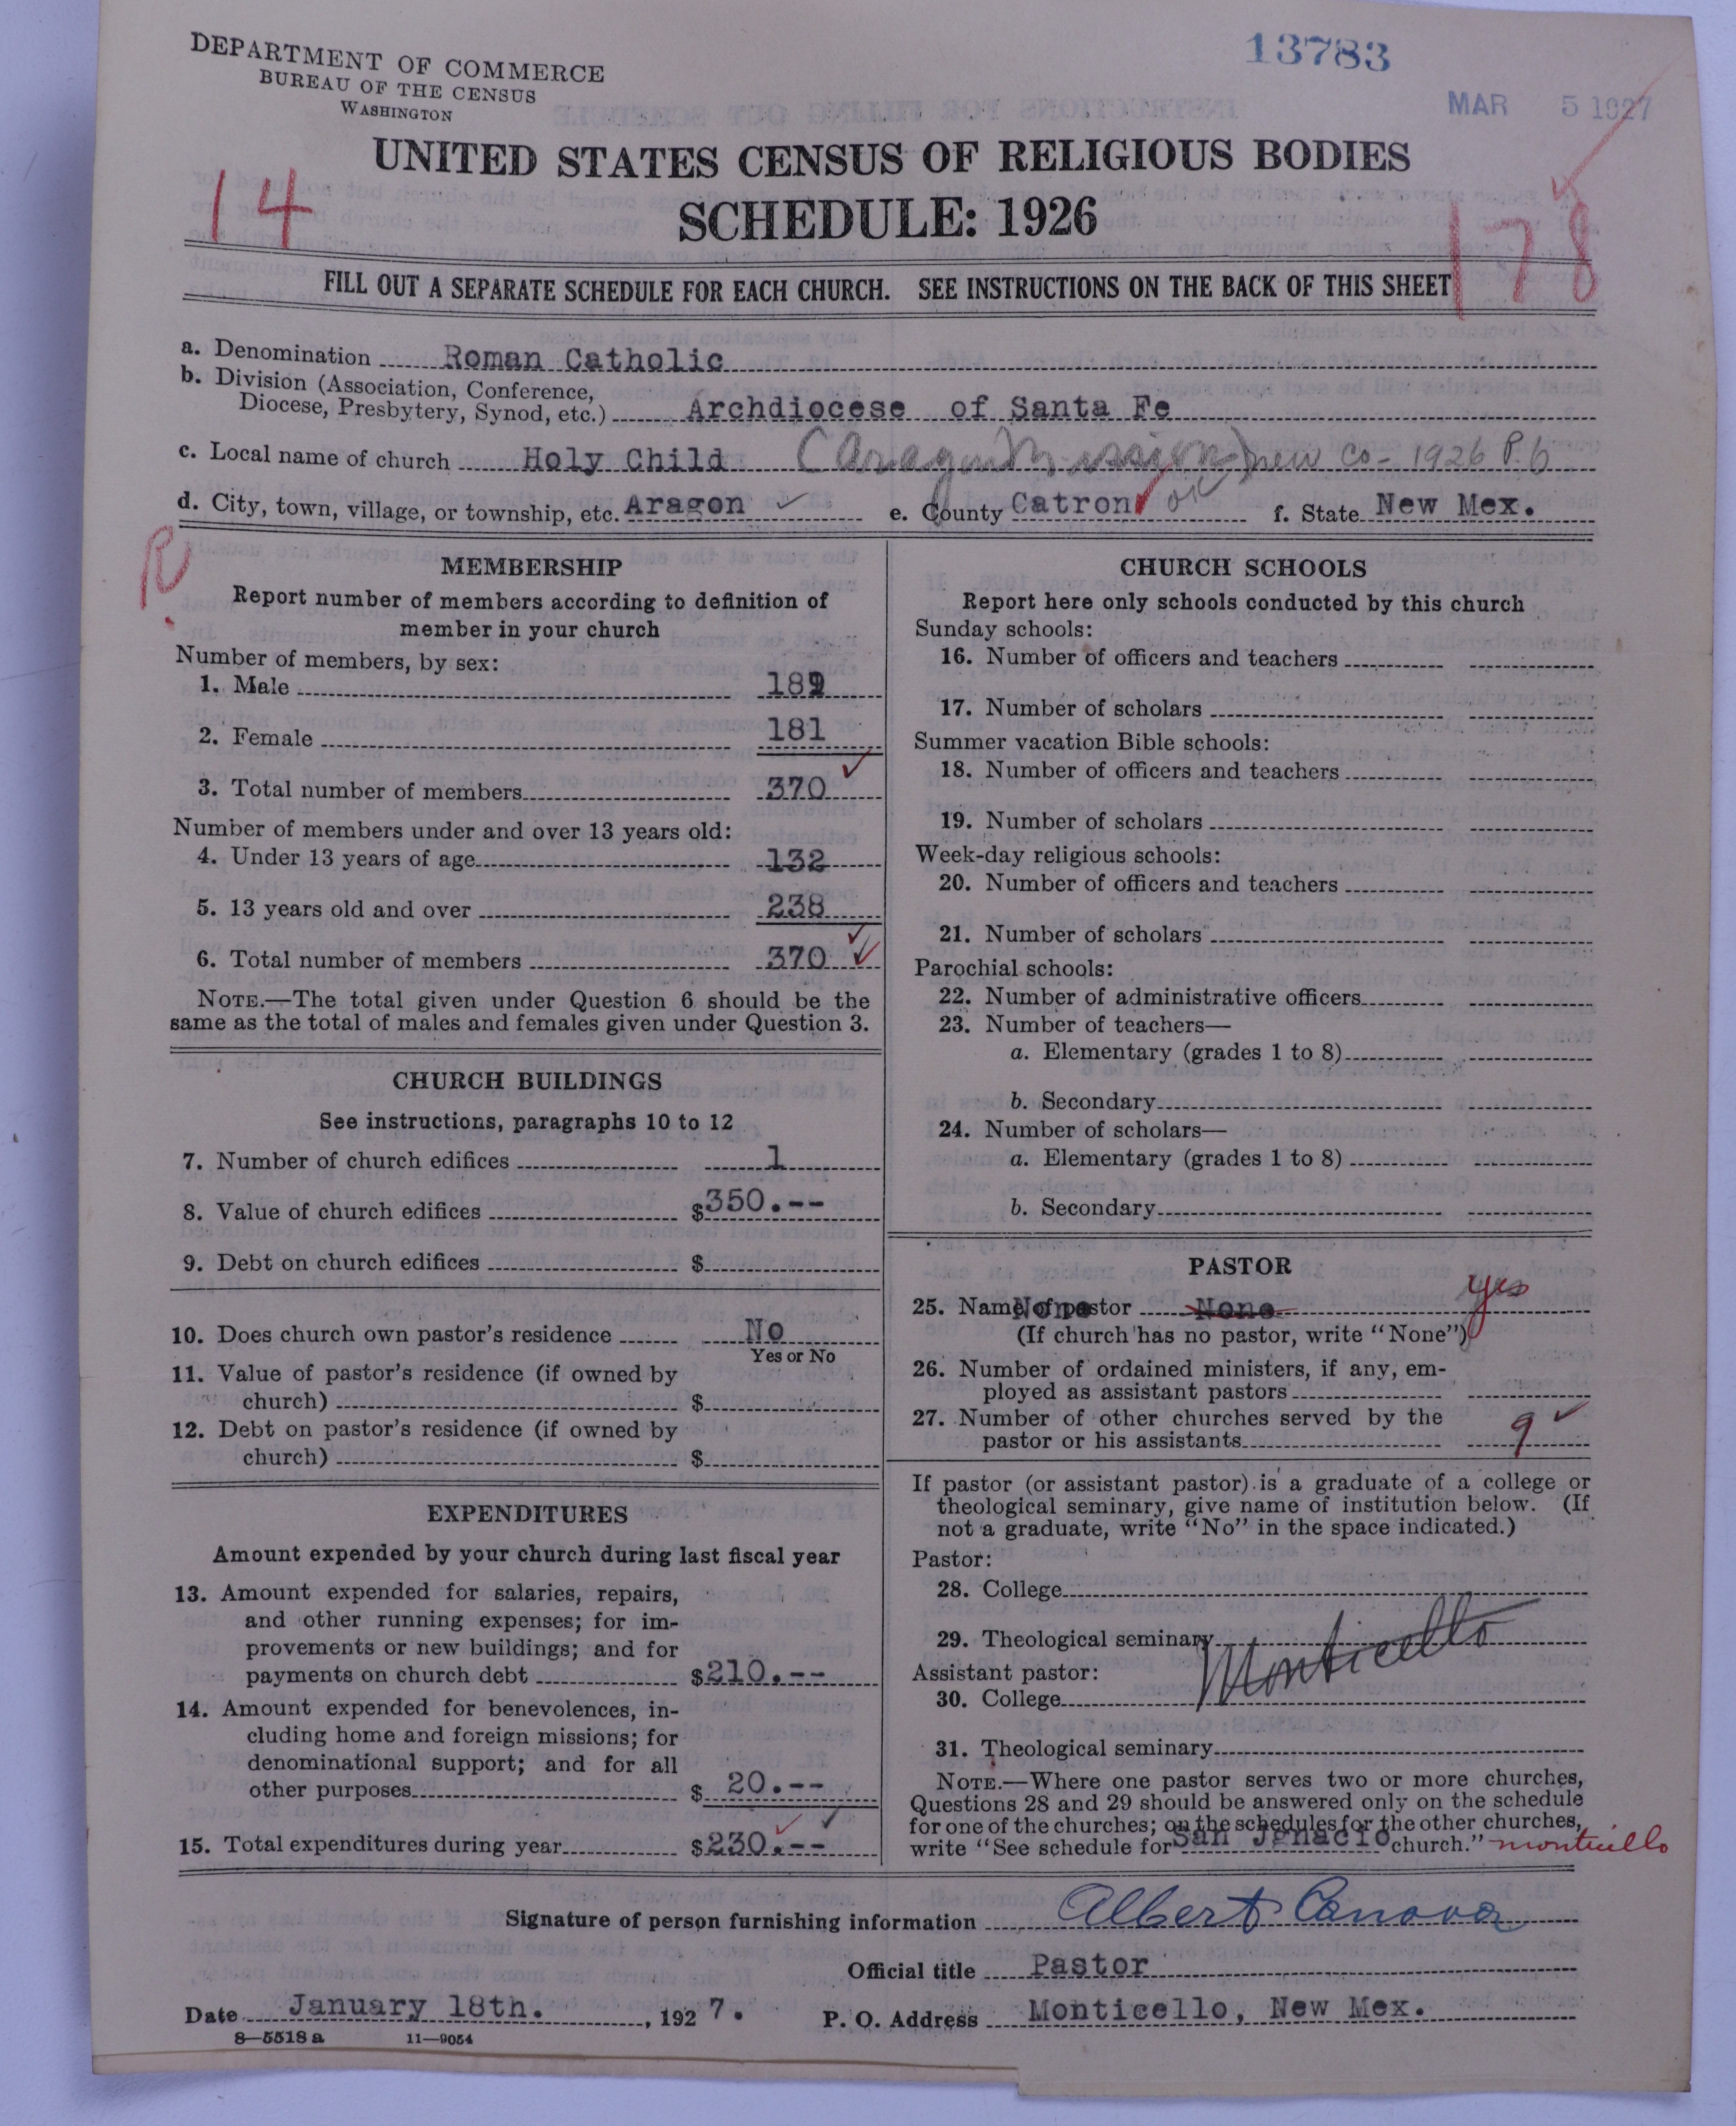 DEPARTMENT OF COMMERCE
BUREAU OF THE CENSUS
WASHINGTON
13783
MAR 5 1927
UNITED STATES CENSUS OF RELIGIOUS BODIES
SCHEDULE: 1926
14
178
FILL OUT A SEPARATE SCHEDULE FOR EACH CHURCH. SEE INSTRUCTIONS ON THE BACK OF THIS SHEET
a. Denomination Roman Catholic
b. Division (Association, Conference,
Diocese, Presbytery, Synod, etc.) Archdiocese of Santa Fe
c. Local name of church Holy Child (Aragon Mission) new co- 1926 P.6
d. City, town, village, or township, etc. Aragon ✓ e. County Catron ok f. State New Mex.
R
MEMBERSHIP
Report number of members according to definition of
member in your church
Number of members, by sex:
1. Male 189
2. Female 181
3. Total number of members 370 ✓
Number of members under and over 13 years old:
4. Under 13 years of age 132
5. 13 years old and over 238
6. Total number of members 370 ✓
NOTE.—The total given under Question 6 should be the
same as the total of males and females given under Question 3.
CHURCH BUILDINGS
See instructions, paragraphs 10 to 12
7. Number of church edifices 1
8. Value of church edifices $350.--
9. Debt on church edifices $
10. Does church own pastor's residence No
Yes or No
11. Value of pastor's residence (if owned by
church) $
12. Debt on pastor's residence (if owned by
church) $
EXPENDITURES
Amount expended by your church during last fiscal year
13. Amount expended for salaries, repairs,
and other running expenses; for im-
provements or new buildings; and for
payments on church debt $210.--
14. Amount expended for benevolences, in-
cluding home and foreign missions; for
denominational support; and for all
other purposes $ 20.--
15. Total expenditures during year $230.--
CHURCH SCHOOLS
Report here only schools conducted by this church
Sunday schools:
16. Number of officers and teachers
17. Number of scholars
Summer vacation Bible schools:
18. Number of officers and teachers
19. Number of scholars
Week-day religious schools:
20. Number of officers and teachers
21. Number of scholars
Parochial schools:
22. Number of administrative officers
23. Number of teachers—
a. Elementary (grades 1 to 8)
b. Secondary
24. Number of scholars—
a. Elementary (grades 1 to 8)
b. Secondary
PASTOR
25. Name of pastor None None yes
(If church has no pastor, write "None")
26. Number of ordained ministers, if any, em-
ployed as assistant pastors
27. Number of other churches served by the
pastor or his assistants 9 ✓
If pastor (or assistant pastor) is a graduate of a college or
theological seminary, give name of institution below. (If
not a graduate, write "No" in the space indicated.)
Pastor:
28. College
29. Theological seminary
Monticello
Assistant pastor:
30. College
31. Theological seminary
NOTE.—Where one pastor serves two or more churches,
Questions 28 and 29 should be answered only on the schedule
for one of the churches; on the schedules for the other churches,
write "See schedule for San Jgnacio church." monticello
Signature of person furnishing information Albert Canova
Official title Pastor
Date January 18th., 1927. P. O. Address Monticello, New Mex.
8—5518 a 11—9054